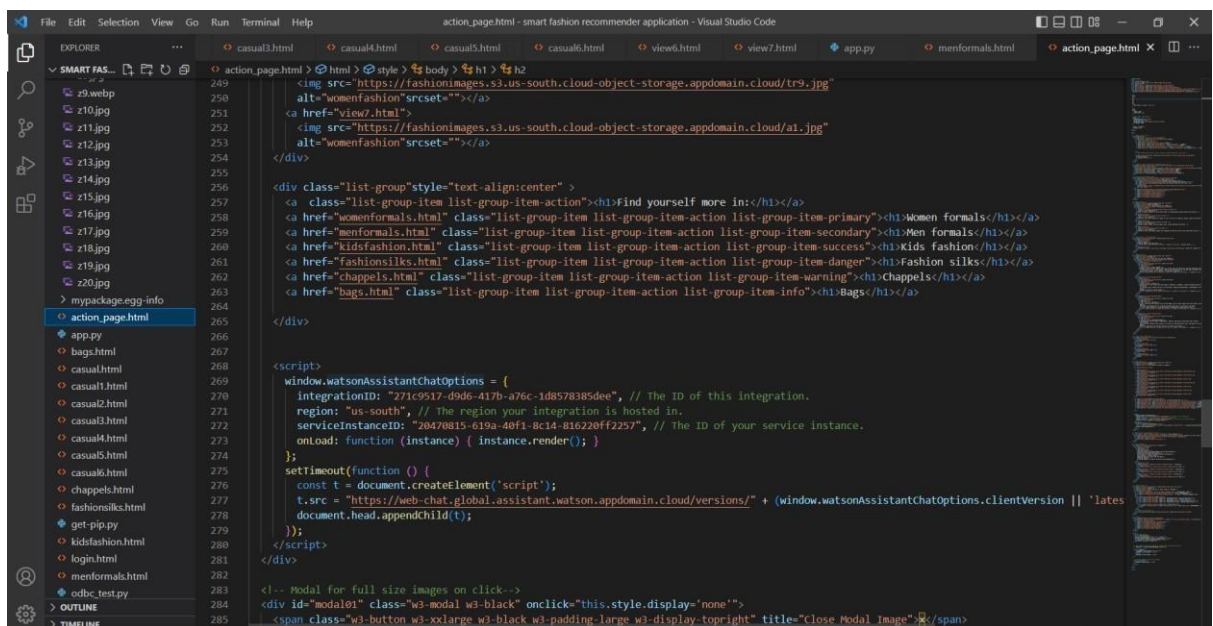 File Edit Selection View Go Run Terminal Help
action_page.html - smart fashion recommender application - Visual Studio Code
EXPLORER
casual3.html casual4.html casual5.html casual6.html view6.html view7.html app.py menformals.html action_page.html
SMART FAS...
action_page.html > html > style > body > h1 > h2
z9.webp
z10.jpg
z11.jpg
z12.jpg
z13.jpg
z14.jpg
z15.jpg
z16.jpg
z17.jpg
z18.jpg
z19.jpg
z20.jpg
mypackage.egg-info
action_page.html
app.py
bags.html
casual.html
casual1.html
casual2.html
casual3.html
casual4.html
casual5.html
casual6.html
chappels.html
fashionsilks.html
get-pip.py
kidsfashion.html
login.html
menformals.html
odbc_test.py
OUTLINE
TIMELINE
249 <img src="https://fashionimages.s3.us-south.cloud-object-storage.appdomain.cloud/tr9.jpg"
250 alt="womenfashion"srcset=""></a>
251 <a href="view7.html">
252 <img src="https://fashionimages.s3.us-south.cloud-object-storage.appdomain.cloud/a1.jpg"
253 alt="womenfashion"srcset=""></a>
254 </div>
255
256 <div class="list-group"style="text-align:center" >
257 <a class="list-group-item list-group-item-action"><h1>Find yourself more in:</h1></a>
258 <a href="womenformals.html" class="list-group-item list-group-item-action list-group-item-primary"><h1>Women formals</h1></a>
259 <a href="menformals.html" class="list-group-item list-group-item-action list-group-item-secondary"><h1>Men formals</h1></a>
260 <a href="kidsfashion.html" class="list-group-item list-group-item-action list-group-item-success"><h1>Kids fashion</h1></a>
261 <a href="fashionsilks.html" class="list-group-item list-group-item-action list-group-item-danger"><h1>Fashion silks</h1></a>
262 <a href="chappels.html" class="list-group-item list-group-item-action list-group-item-warning"><h1>Chappels</h1></a>
263 <a href="bags.html" class="list-group-item list-group-item-action list-group-item-info"><h1>Bags</h1></a>
264
265 </div>
266
267
268 <script>
269 window.watsonAssistantChatOptions = {
270 integrationID: "271c9517-d9d6-417b-a76c-1d8578385dee", // The ID of this integration.
271 region: "us-south", // The region your integration is hosted in.
272 serviceInstanceID: "20470815-619a-40f1-8c14-816220ff2257", // The ID of your service instance.
273 onLoad: function (instance) { instance.render(); }
274 };
275 setTimeout(function () {
276 const t = document.createElement('script');
277 t.src = "https://web-chat.global.assistant.watson.appdomain.cloud/versions/" + (window.watsonAssistantChatOptions.clientVersion || 'lates
278 document.head.appendChild(t);
279 });
280 </script>
281 </div>
282
283 <!-- Modal for full size images on click-->
284 <div id="modal01" class="w3-modal w3-black" onclick="this.style.display='none'">
285 <span class="w3-button w3-xxlarge w3-black w3-padding-large w3-display-topright" title="Close Modal Image">×</span>